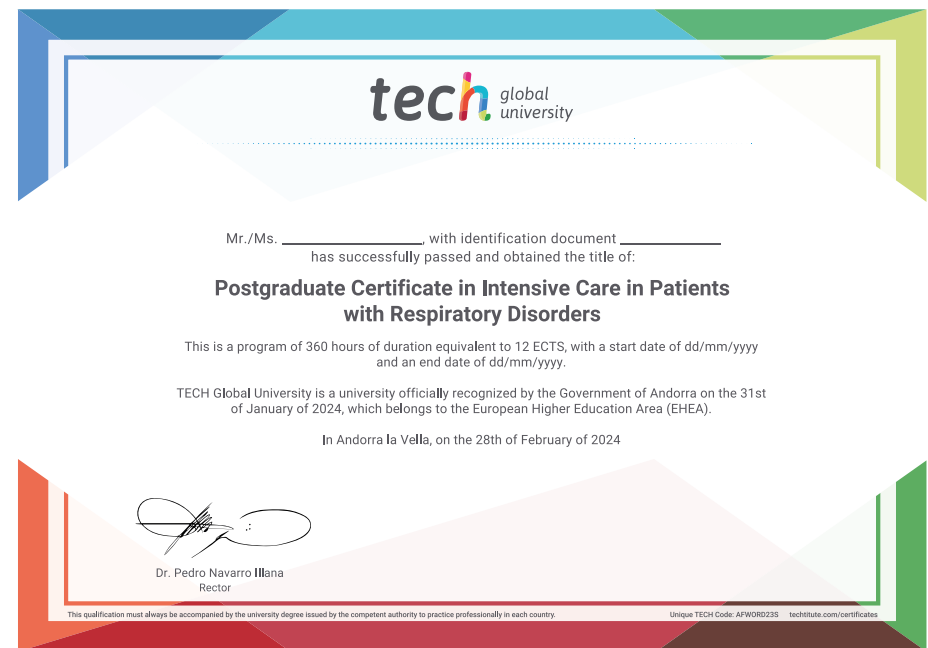 tech global
university
Mr./Ms. ____________, with identification document ____________
has successfully passed and obtained the title of:
Postgraduate Certificate in Intensive Care in Patients
with Respiratory Disorders
This is a program of 360 hours of duration equivalent to 12 ECTS, with a start date of dd/mm/yyyy
and an end date of dd/mm/yyyy.
TECH Global University is a university officially recognized by the Government of Andorra on the 31st
of January of 2024, which belongs to the European Higher Education Area (EHEA).
In Andorra la Vella, on the 28th of February of 2024
Dr. Pedro Navarro Illana
Rector
This qualification must always be accompanied by the university degree issued by the competent authority to practice professionally in each country.
Unique TECH Code: AFWORD23S techtitute.com/certificates